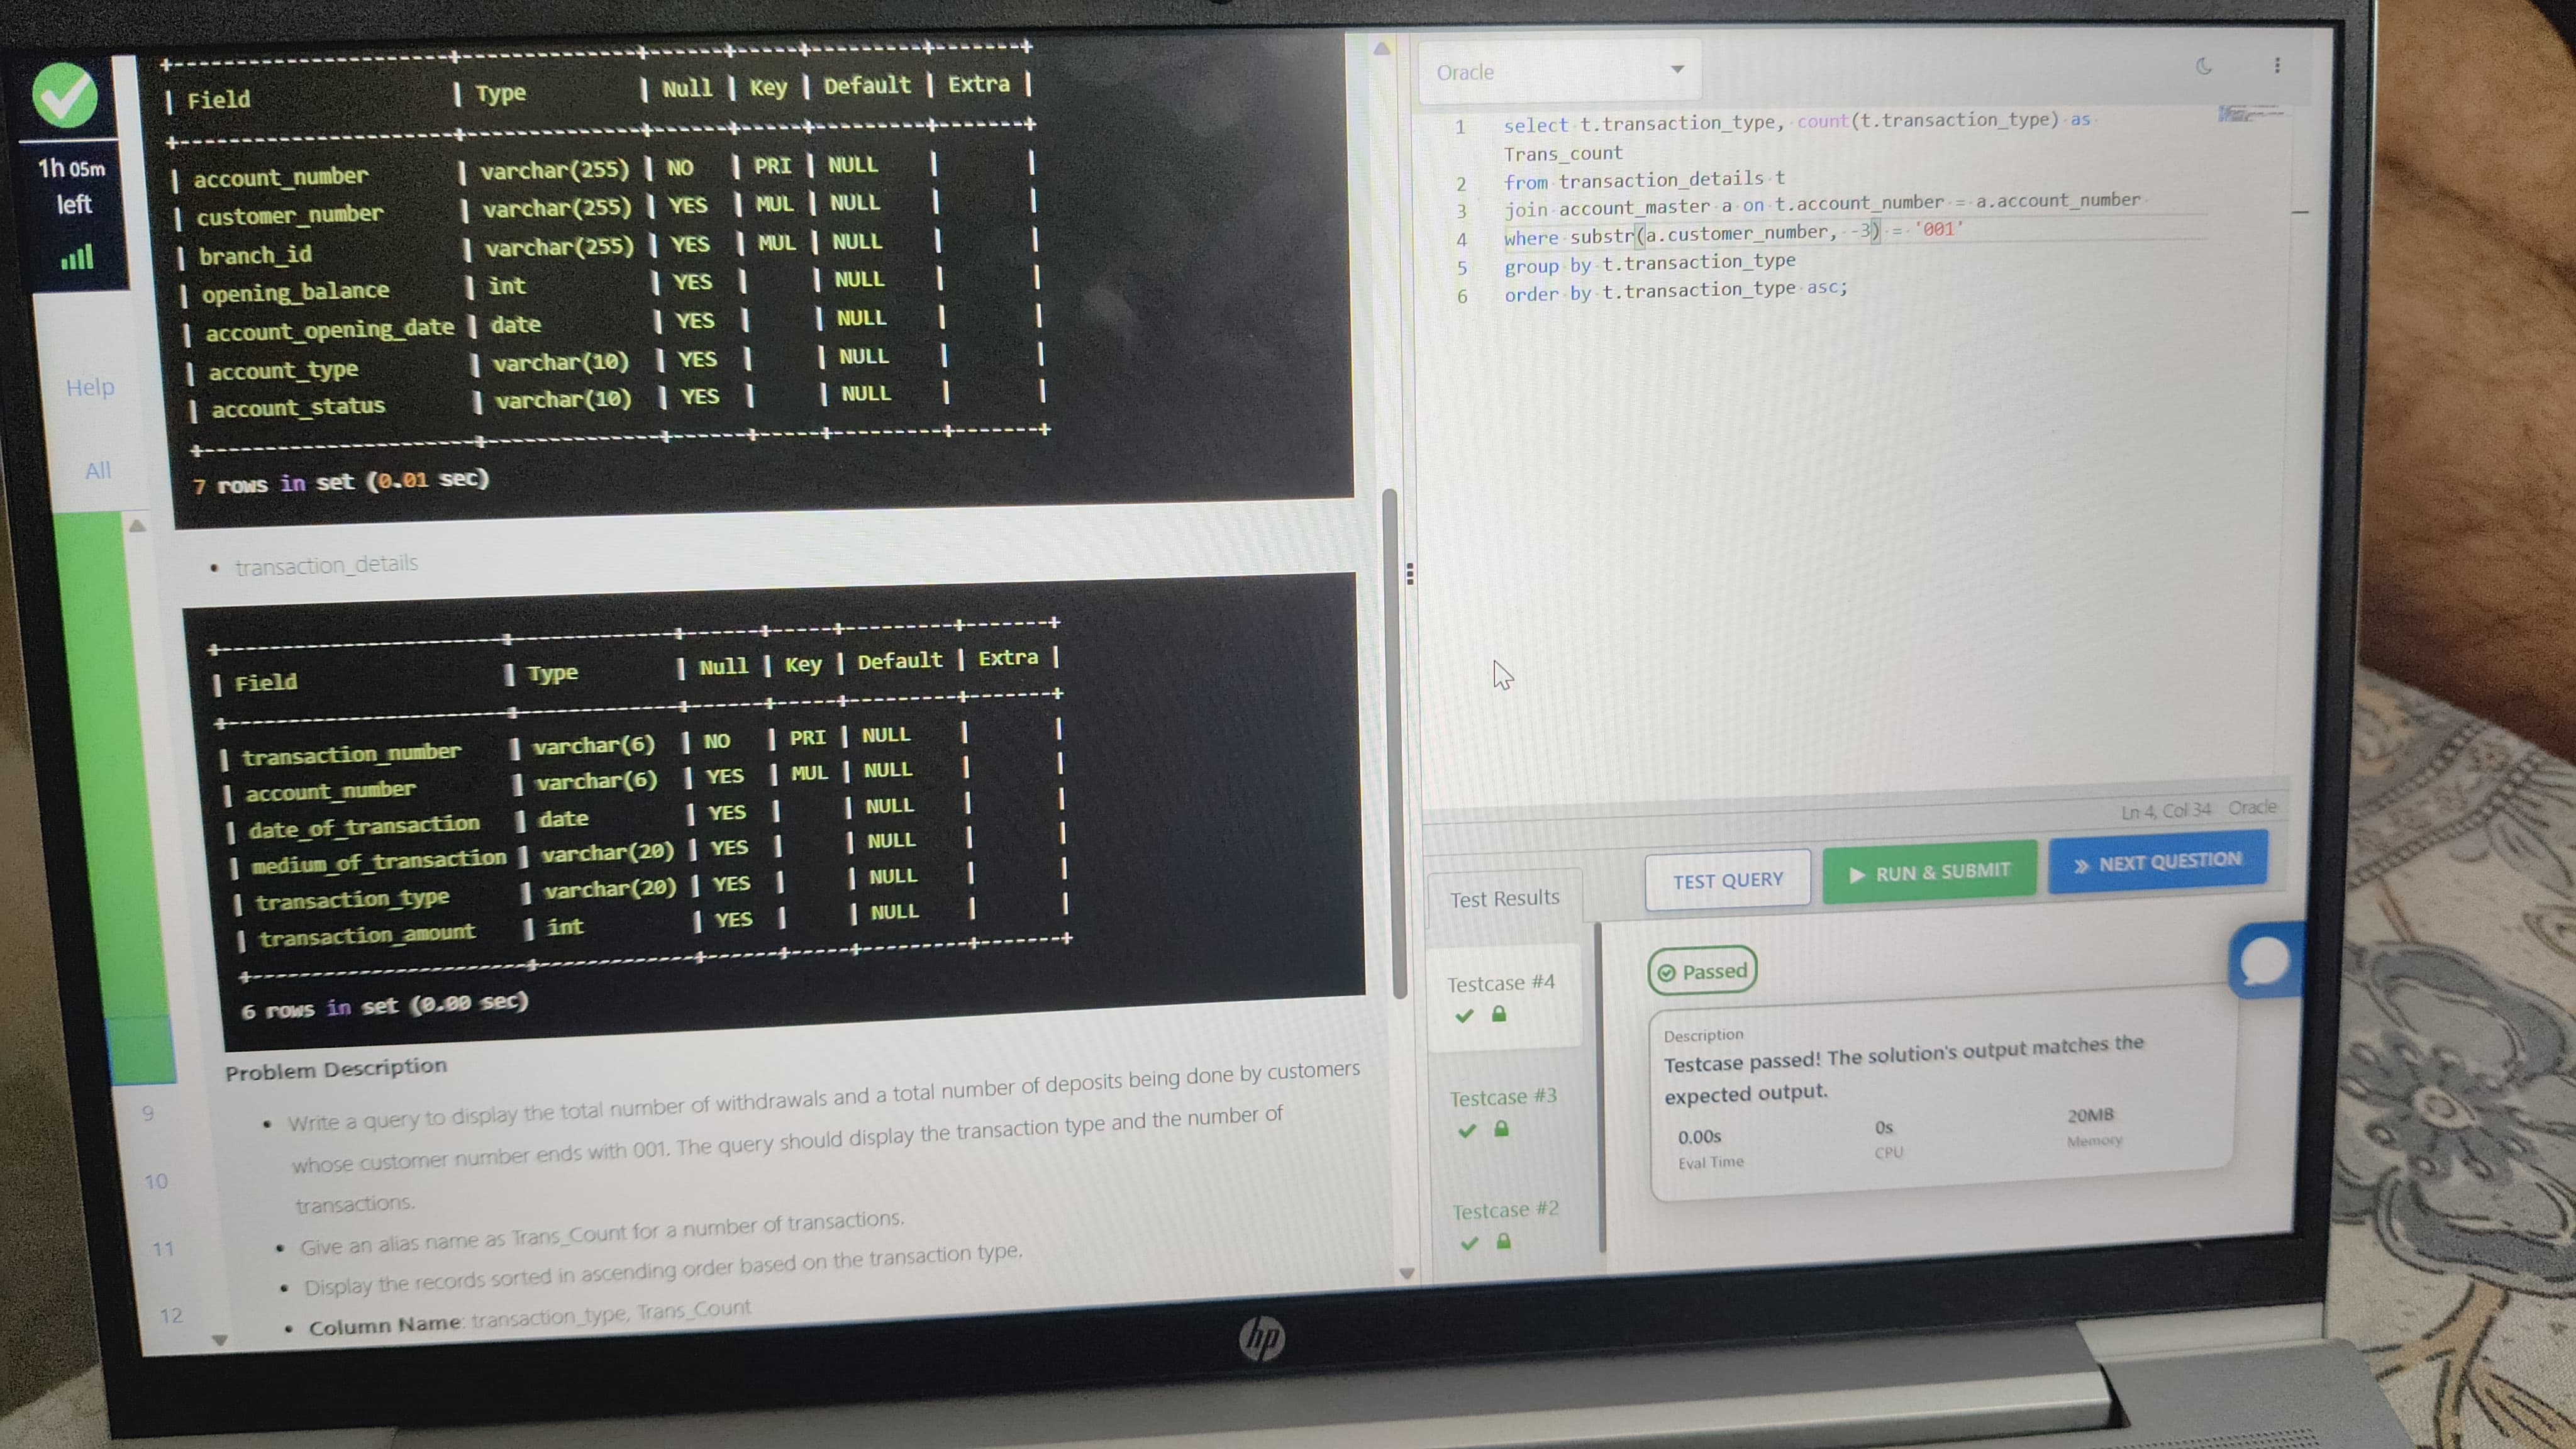 1h 05m
left
Help
All
9
10
11
12
| Field | Type | Null | Key | Default | Extra |
| account_number | varchar(255) | NO | PRI | NULL | |
| customer_number | varchar(255) | YES | MUL | NULL | |
| branch_id | varchar(255) | YES | MUL | NULL | |
| opening_balance | int | YES | | NULL | |
| account_opening_date | date | YES | | NULL | |
| account_type | varchar(10) | YES | | NULL | |
| account_status | varchar(10) | YES | | NULL | |
7 rows in set (0.01 sec)
• transaction_details
| Field | Type | Null | Key | Default | Extra |
| transaction_number | varchar(6) | NO | PRI | NULL | |
| account_number | varchar(6) | YES | MUL | NULL | |
| date_of_transaction | date | YES | | NULL | |
| medium_of_transaction | varchar(20) | YES | | NULL | |
| transaction_type | varchar(20) | YES | | NULL | |
| transaction_amount | int | YES | | NULL | |
6 rows in set (0.00 sec)
Problem Description
• Write a query to display the total number of withdrawals and a total number of deposits being done by customers
whose customer number ends with 001. The query should display the transaction type and the number of
transactions.
• Give an alias name as Trans_Count for a number of transactions.
• Display the records sorted in ascending order based on the transaction type.
• Column Name: transaction_type, Trans_Count
Oracle
1 select t.transaction_type, count(t.transaction_type) as
Trans_count
2 from transaction_details t
3 join account_master a on t.account_number = a.account_number
4 where substr(a.customer_number, -3) = '001'
5 group by t.transaction_type
6 order by t.transaction_type asc;
Ln 4, Col 34 Oracle
Test Results
TEST QUERY
RUN & SUBMIT
NEXT QUESTION
Testcase #4
Testcase #3
Testcase #2
Passed
Description
Testcase passed! The solution's output matches the
expected output.
0.00s 0s 20MB
Eval Time CPU Memory
hp